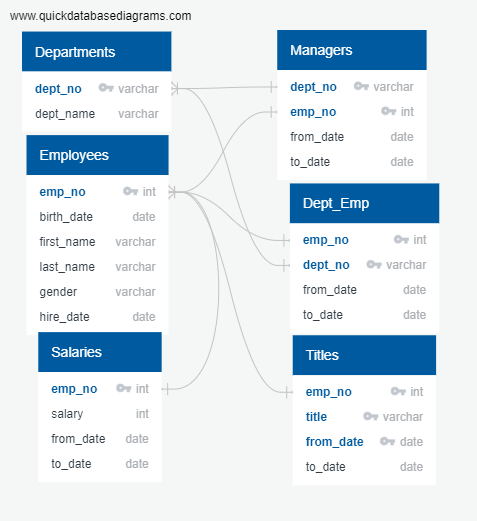 www.quickdatabasediagrams.com
Departments
dept_no varchar
dept_name varchar
Employees
emp_no int
birth_date date
first_name varchar
last_name varchar
gender varchar
hire_date date
Salaries
emp_no int
salary int
from_date date
to_date date
Managers
dept_no varchar
emp_no int
from_date date
to_date date
Dept_Emp
emp_no int
dept_no varchar
from_date date
to_date date
Titles
emp_no int
title varchar
from_date date
to_date date